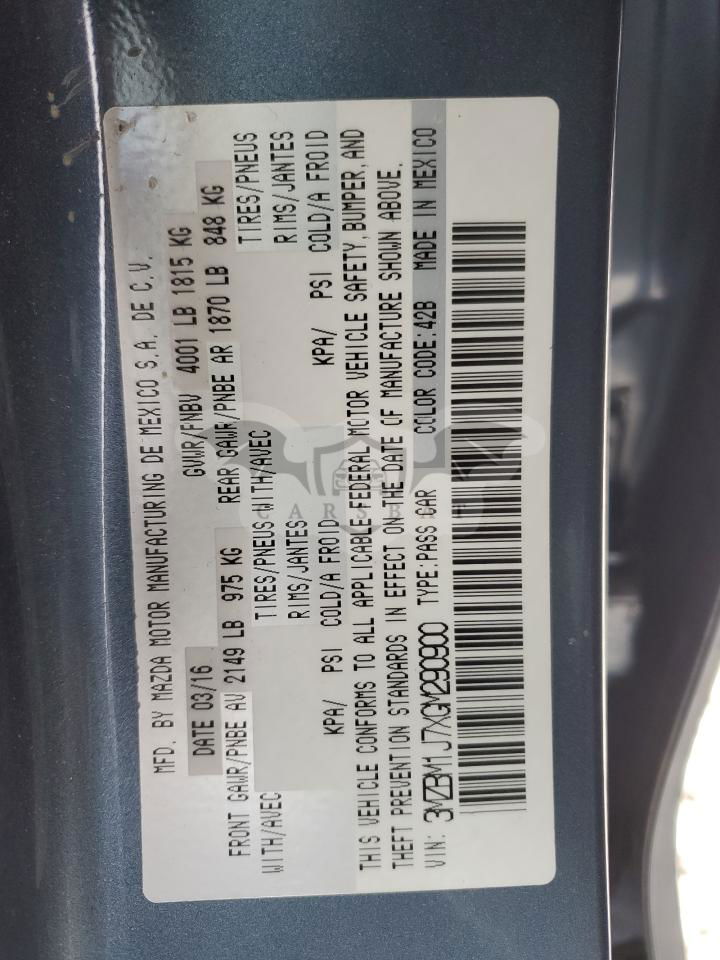 MFD. BY MAZDA MOTOR MANUFACTURING DE MEXICO S.A. DE C.V.
DATE 03/16 GVWR/PNBV 4001 LB 1815 KG
FRONT GAWR/PNBE AV 2149 LB 975 KG REAR GAWR/PNBE AR 1870 LB 848 KG
WITH/AVEC TIRES/PNEUS WITH/AVEC TIRES/PNEUS
RIMS/JANTES RIMS/JANTES
KPA/ PSI COLD/A FROID KPA/ PSI COLD/A FROID
THIS VEHICLE CONFORMS TO ALL APPLICABLE FEDERAL MOTOR VEHICLE SAFETY, BUMPER, AND
THEFT PREVENTION STANDARDS IN EFFECT ON THE DATE OF MANUFACTURE SHOWN ABOVE.
VIN: 3MZBM1J7XGM290900 TYPE:PASS CAR COLOR CODE:42B MADE IN MEXICO
CARSBAT